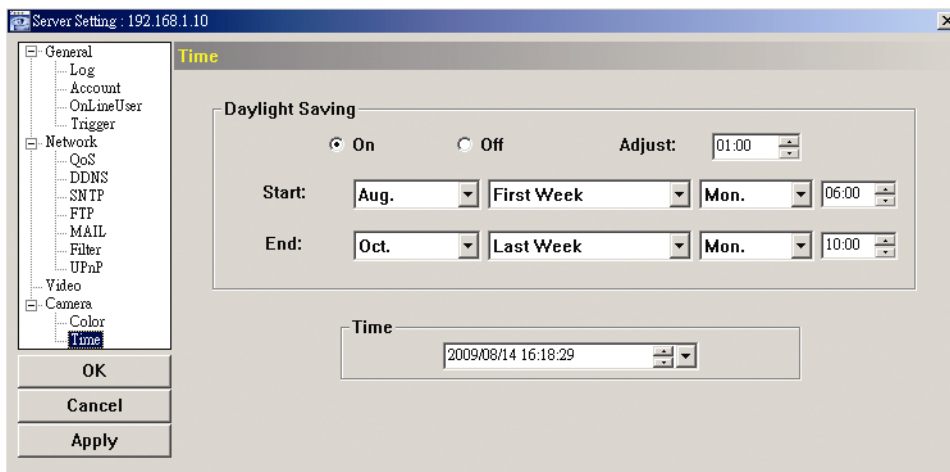 Server Setting : 192.168.1.10
General
Log
Account
OnLineUser
Trigger
Network
QoS
DDNS
SNTP
FTP
MAIL
Filter
UPnP
Video
Camera
Color
Time
OK
Cancel
Apply
Time
Daylight Saving
On Off Adjust: 01:00
Start: Aug. First Week Mon. 06:00
End: Oct. Last Week Mon. 10:00
Time
2009/08/14 16:18:29